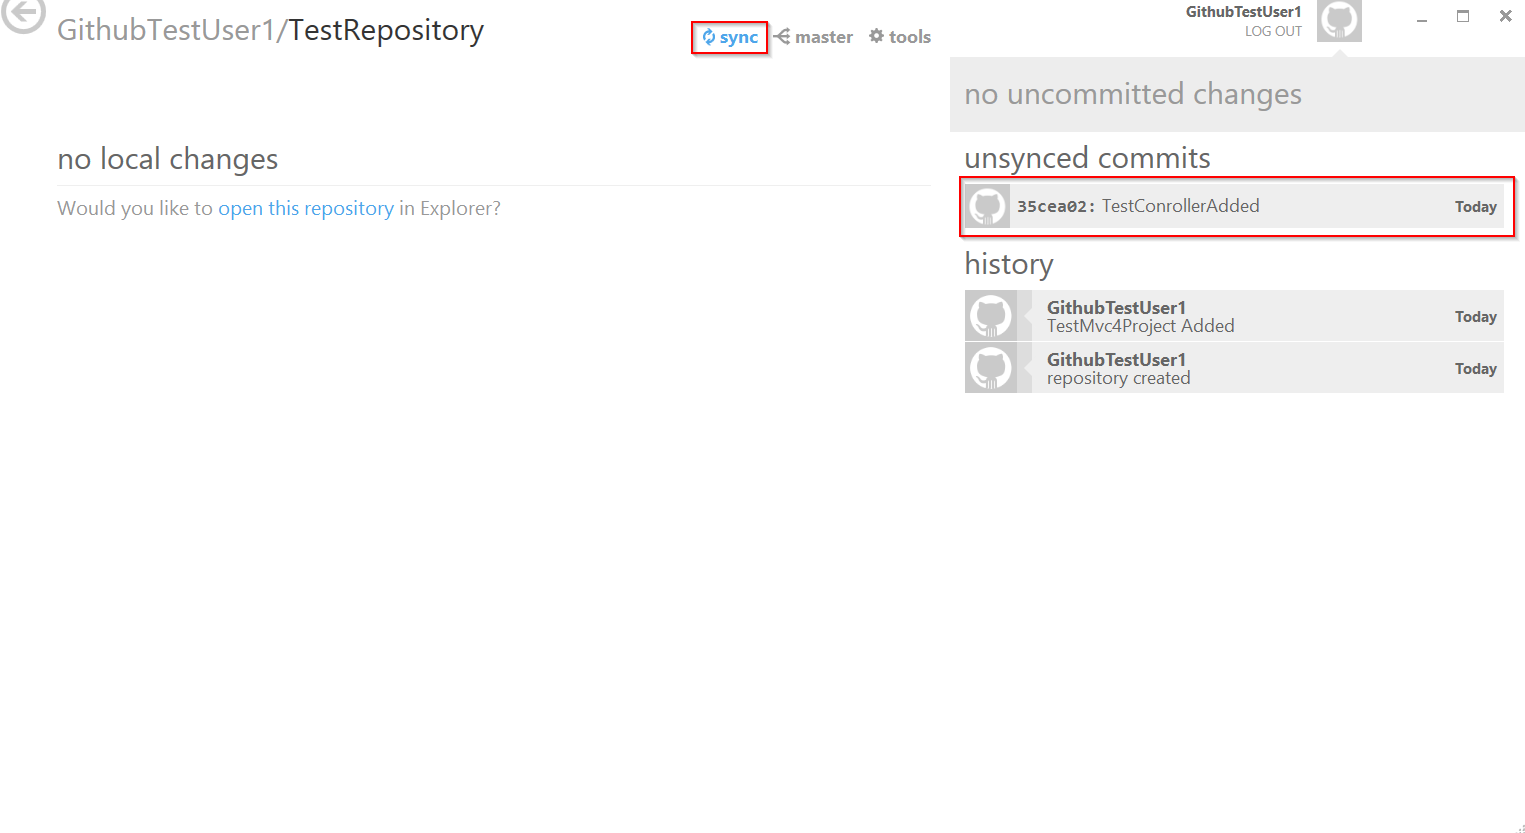 GithubTestUser1/TestRepository
sync master tools
GithubTestUser1
LOG OUT
no local changes
Would you like to open this repository in Explorer?
no uncommitted changes
unsynced commits
35cea02: TestConrollerAdded Today
history
GithubTestUser1
TestMvc4Project Added
Today
GithubTestUser1
repository created
Today